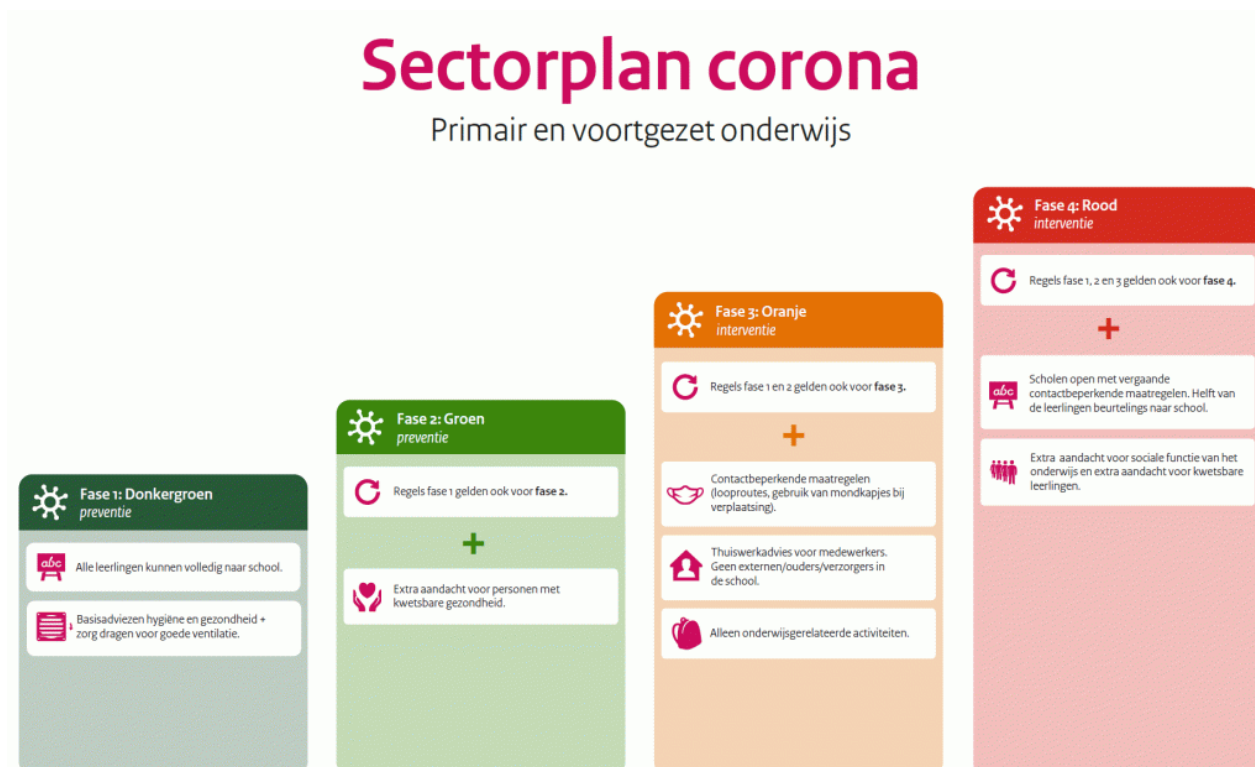 Sectorplan corona
Primair en voortgezet onderwijs
Fase 1: Donkergroen
preventie
abc
Alle leerlingen kunnen volledig naar school.
Basisadviezen hygiëne en gezondheid +
zorg dragen voor goede ventilatie.
Fase 2: Groen
preventie
Regels fase 1 gelden ook voor fase 2.
+
Extra aandacht voor personen met
kwetsbare gezondheid.
Fase 3: Oranje
interventie
Regels fase 1 en 2 gelden ook voor fase 3.
+
Contactbeperkende maatregelen
(looproutes, gebruik van mondkapjes bij
verplaatsing).
Thuiswerkadvies voor medewerkers.
Geen externen/ouders/verzorgers in
de school.
Alleen onderwijsgerelateerde activiteiten.
Fase 4: Rood
interventie
Regels fase 1, 2 en 3 gelden ook voor fase 4.
+
abc
Scholen open met vergaande
contactbeperkende maatregelen. Helft van
de leerlingen beurtelings naar school.
Extra aandacht voor sociale functie van het
onderwijs en extra aandacht voor kwetsbare
leerlingen.